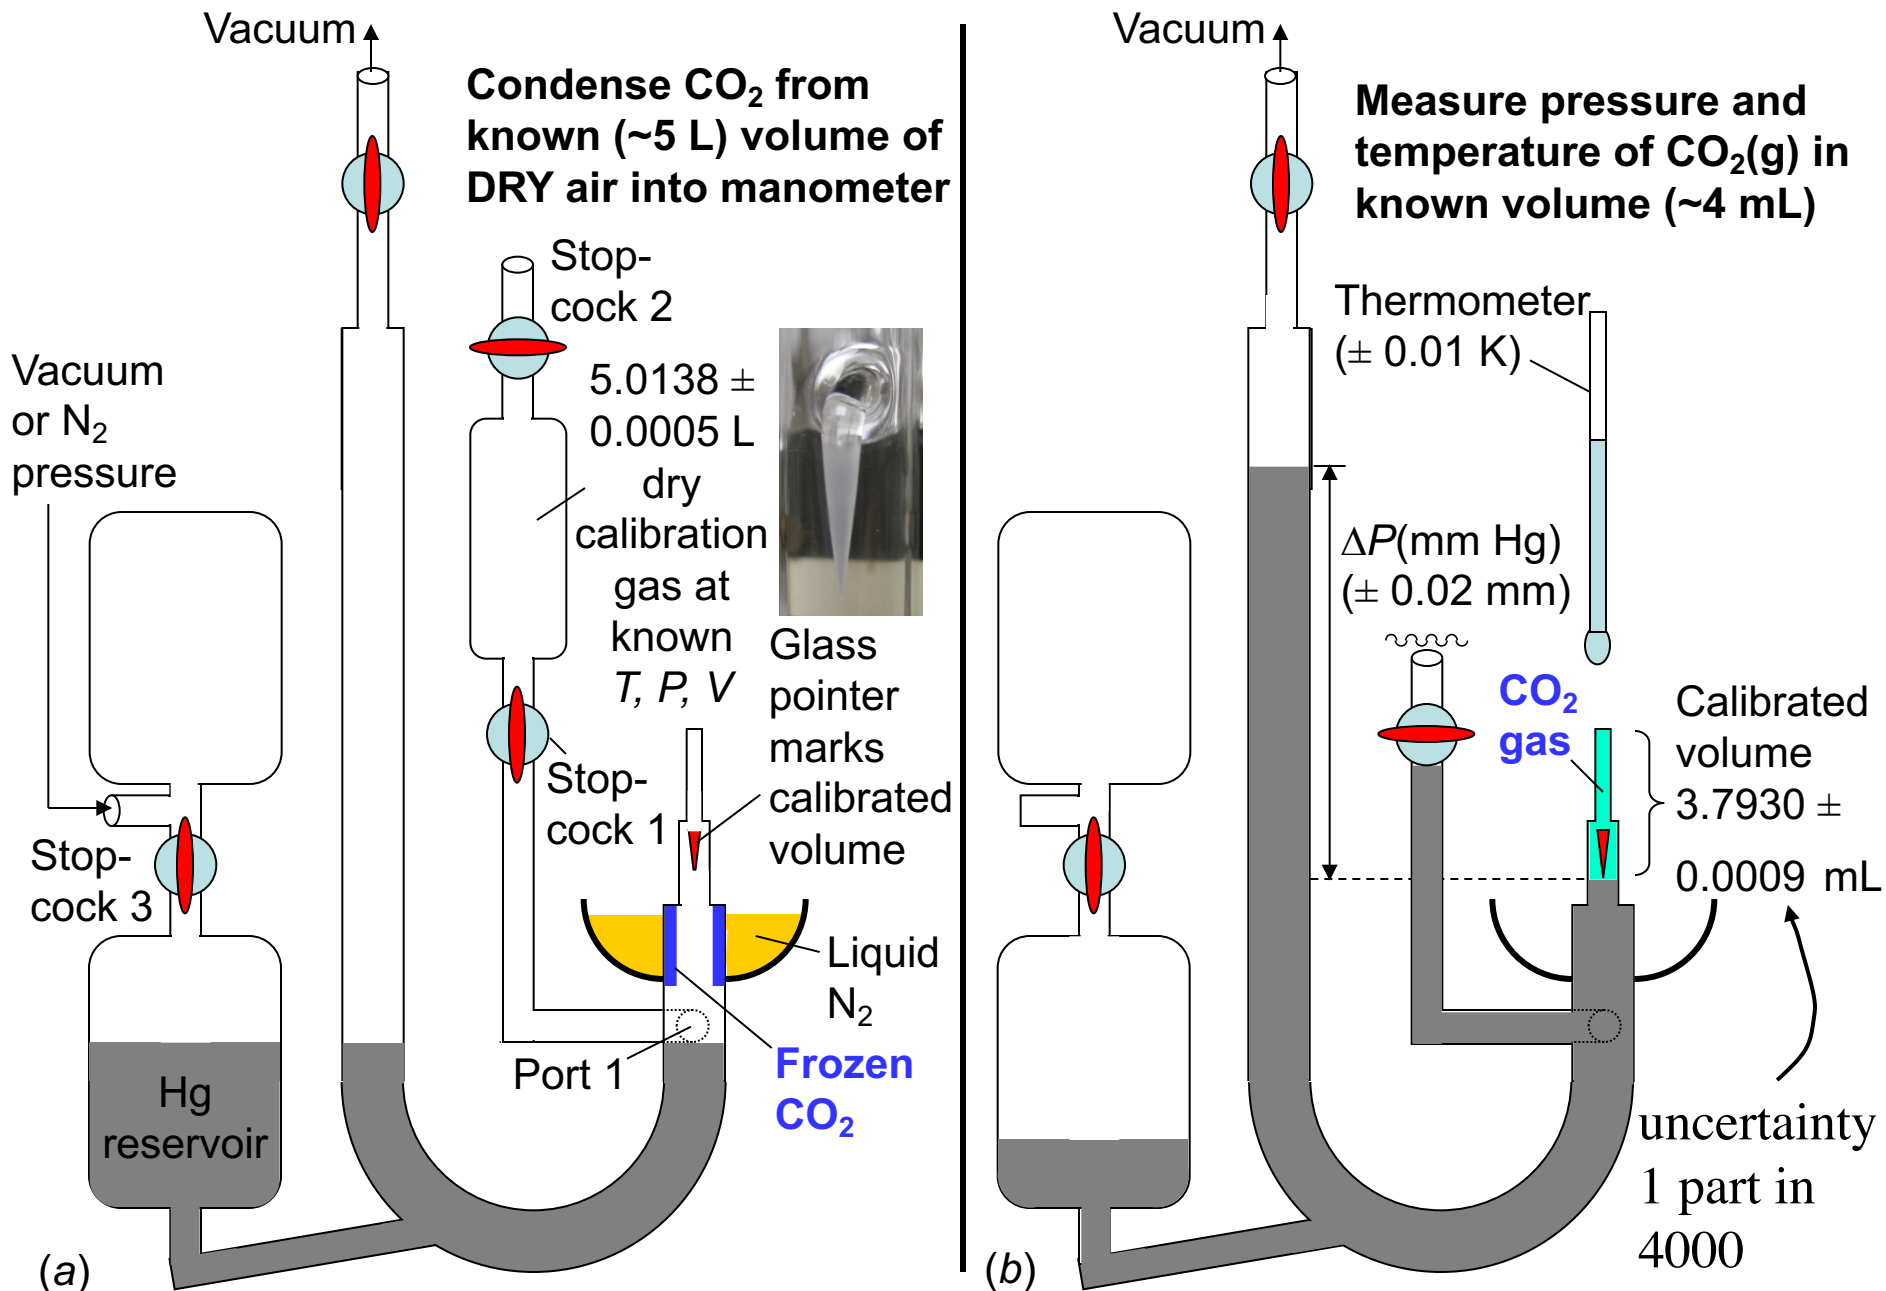 Vacuum
Condense CO₂ from
known (~5 L) volume of
DRY air into manometer
Stop-
cock 2
Vacuum
or N₂
pressure
5.0138 ±
0.0005 L
dry
calibration
gas at
known
T, P, V
Glass
pointer
marks
calibrated
volume
Stop-
cock 1
Stop-
cock 3
Liquid
N₂
Port 1
Frozen
CO₂
Hg
reservoir
(a)
Vacuum
Measure pressure and
temperature of CO₂(g) in
known volume (~4 mL)
Thermometer
(± 0.01 K)
ΔP(mm Hg)
(± 0.02 mm)
CO₂
gas
Calibrated
volume
3.7930 ±
0.0009 mL
uncertainty
1 part in
4000
(b)